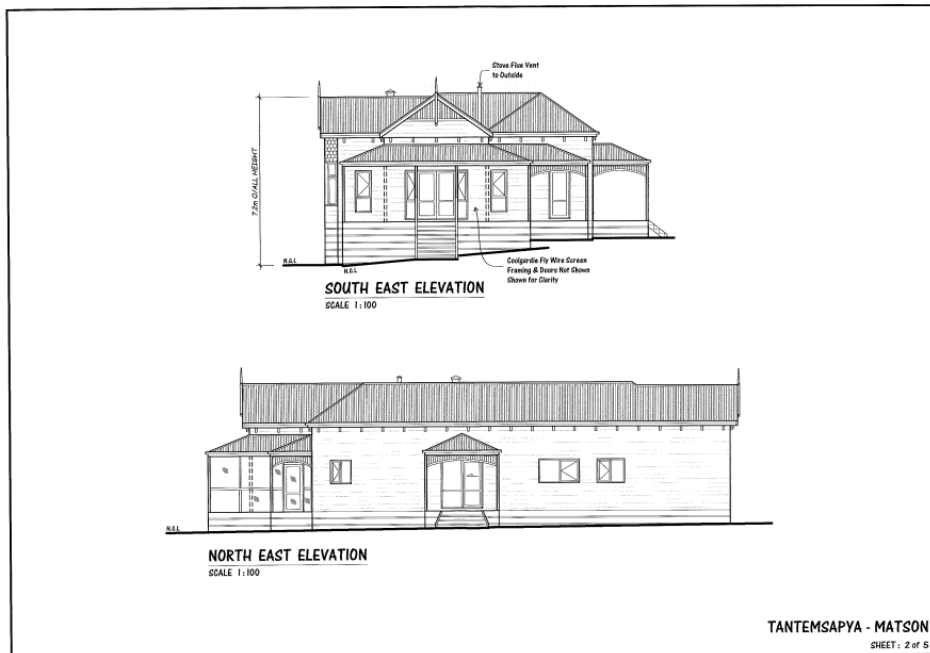 Stove Flue Vent
to Outside
7.2m O/ALL HEIGHT
N.G.L
N.G.L
Coolgardie Fly Wire Screen
Framing & Doors Not Shown
Shown for Clarity
SOUTH EAST ELEVATION
SCALE 1:100
N.G.L
NORTH EAST ELEVATION
SCALE 1:100
TANTEMSAPYA - MATSON
SHEET: 2 of 5